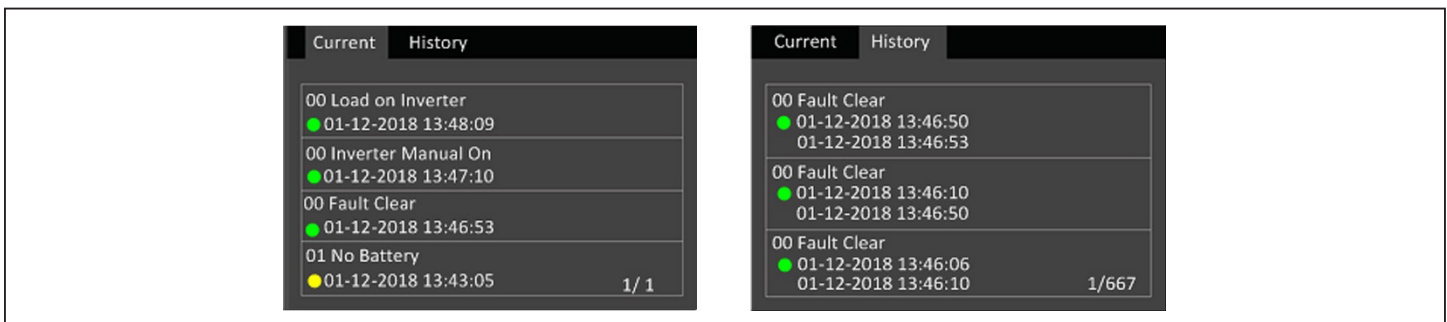 Current History
00 Load on Inverter
01-12-2018 13:48:09
00 Inverter Manual On
01-12-2018 13:47:10
00 Fault Clear
01-12-2018 13:46:53
01 No Battery
01-12-2018 13:43:05 1/ 1
Current History
00 Fault Clear
01-12-2018 13:46:50
01-12-2018 13:46:53
00 Fault Clear
01-12-2018 13:46:10
01-12-2018 13:46:50
00 Fault Clear
01-12-2018 13:46:06
01-12-2018 13:46:10 1/667